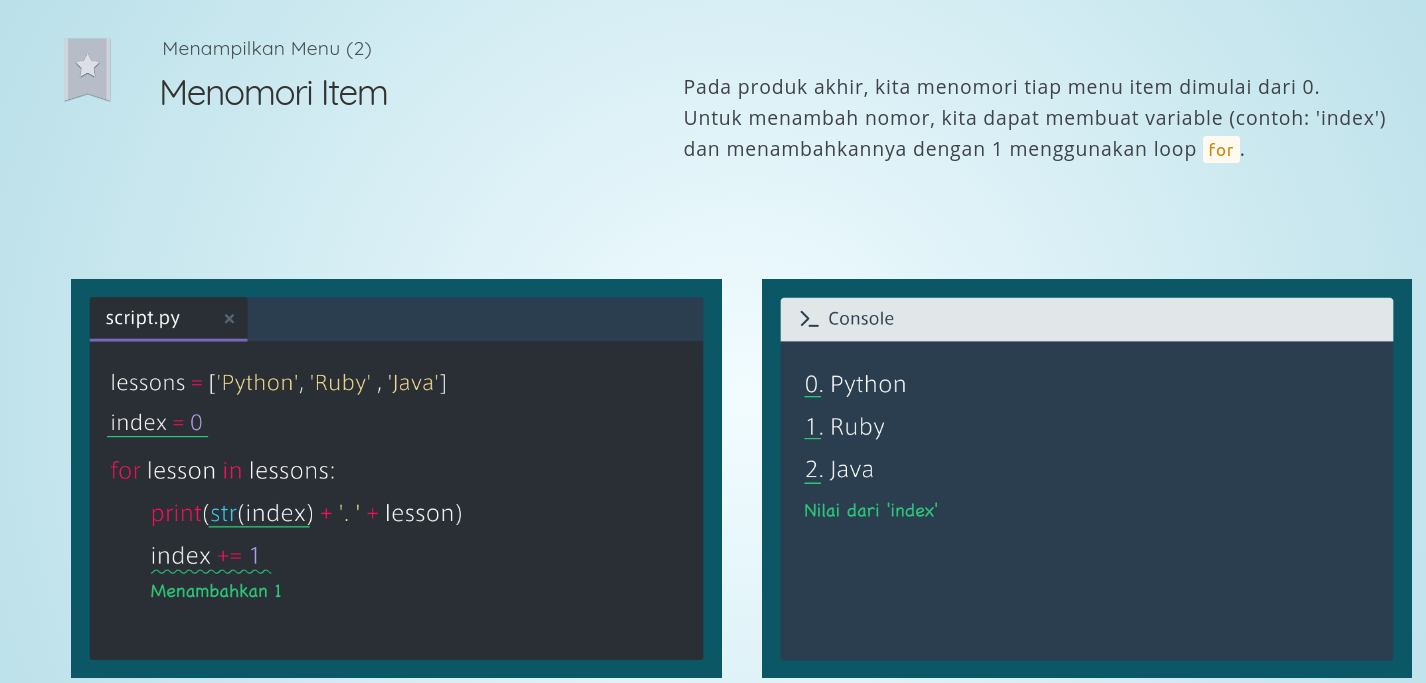 Menampilkan Menu (2)
Menomori Item
Pada produk akhir, kita menomori tiap menu item dimulai dari 0.
Untuk menambah nomor, kita dapat membuat variable (contoh: 'index')
dan menambahkannya dengan 1 menggunakan loop for.
script.py ×
lessons = ['Python', 'Ruby' , 'Java']
index = 0
for lesson in lessons:
print(str(index) + '. ' + lesson)
index += 1
Menambahkan 1
>_ Console
0. Python
1. Ruby
2. Java
Nilai dari 'index'